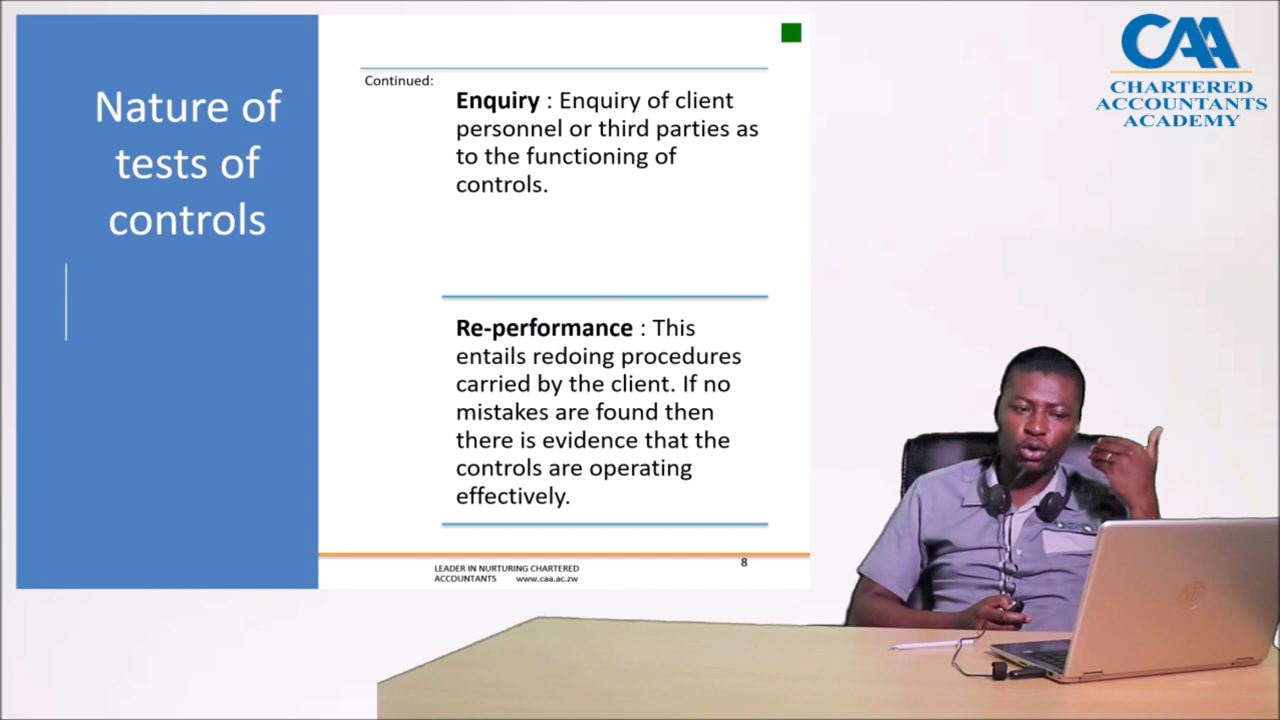 Nature of
tests of
controls
Continued:
Enquiry : Enquiry of client
personnel or third parties as
to the functioning of
controls.
Re-performance : This
entails redoing procedures
carried by the client. If no
mistakes are found then
there is evidence that the
controls are operating
effectively.
LEADER IN NURTURING CHARTERED
ACCOUNTANTS www.caa.ac.zw
8
CAA
CHARTERED
ACCOUNTANTS
ACADEMY